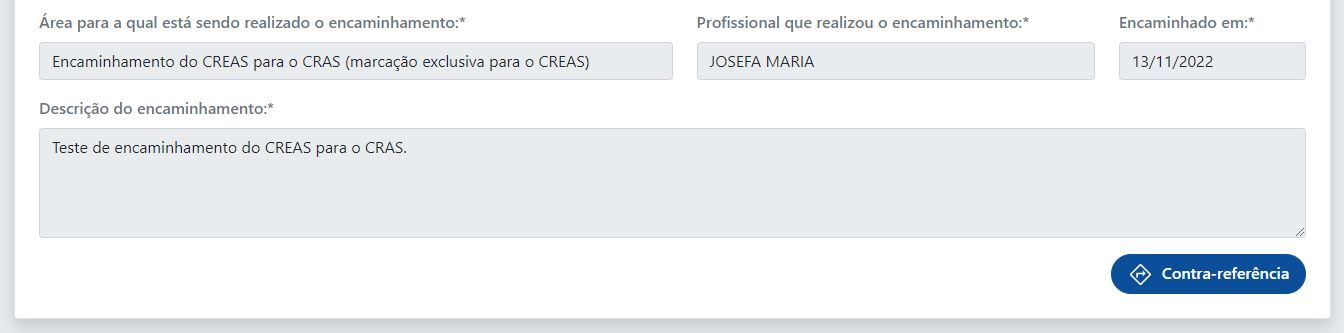 Área para a qual está sendo realizado o encaminhamento:*
Profissional que realizou o encaminhamento:*
Encaminhado em:*
Encaminhamento do CREAS para o CRAS (marcação exclusiva para o CREAS)
JOSEFA MARIA
13/11/2022
Descrição do encaminhamento:*
Teste de encaminhamento do CREAS para o CRAS.
Contra-referência